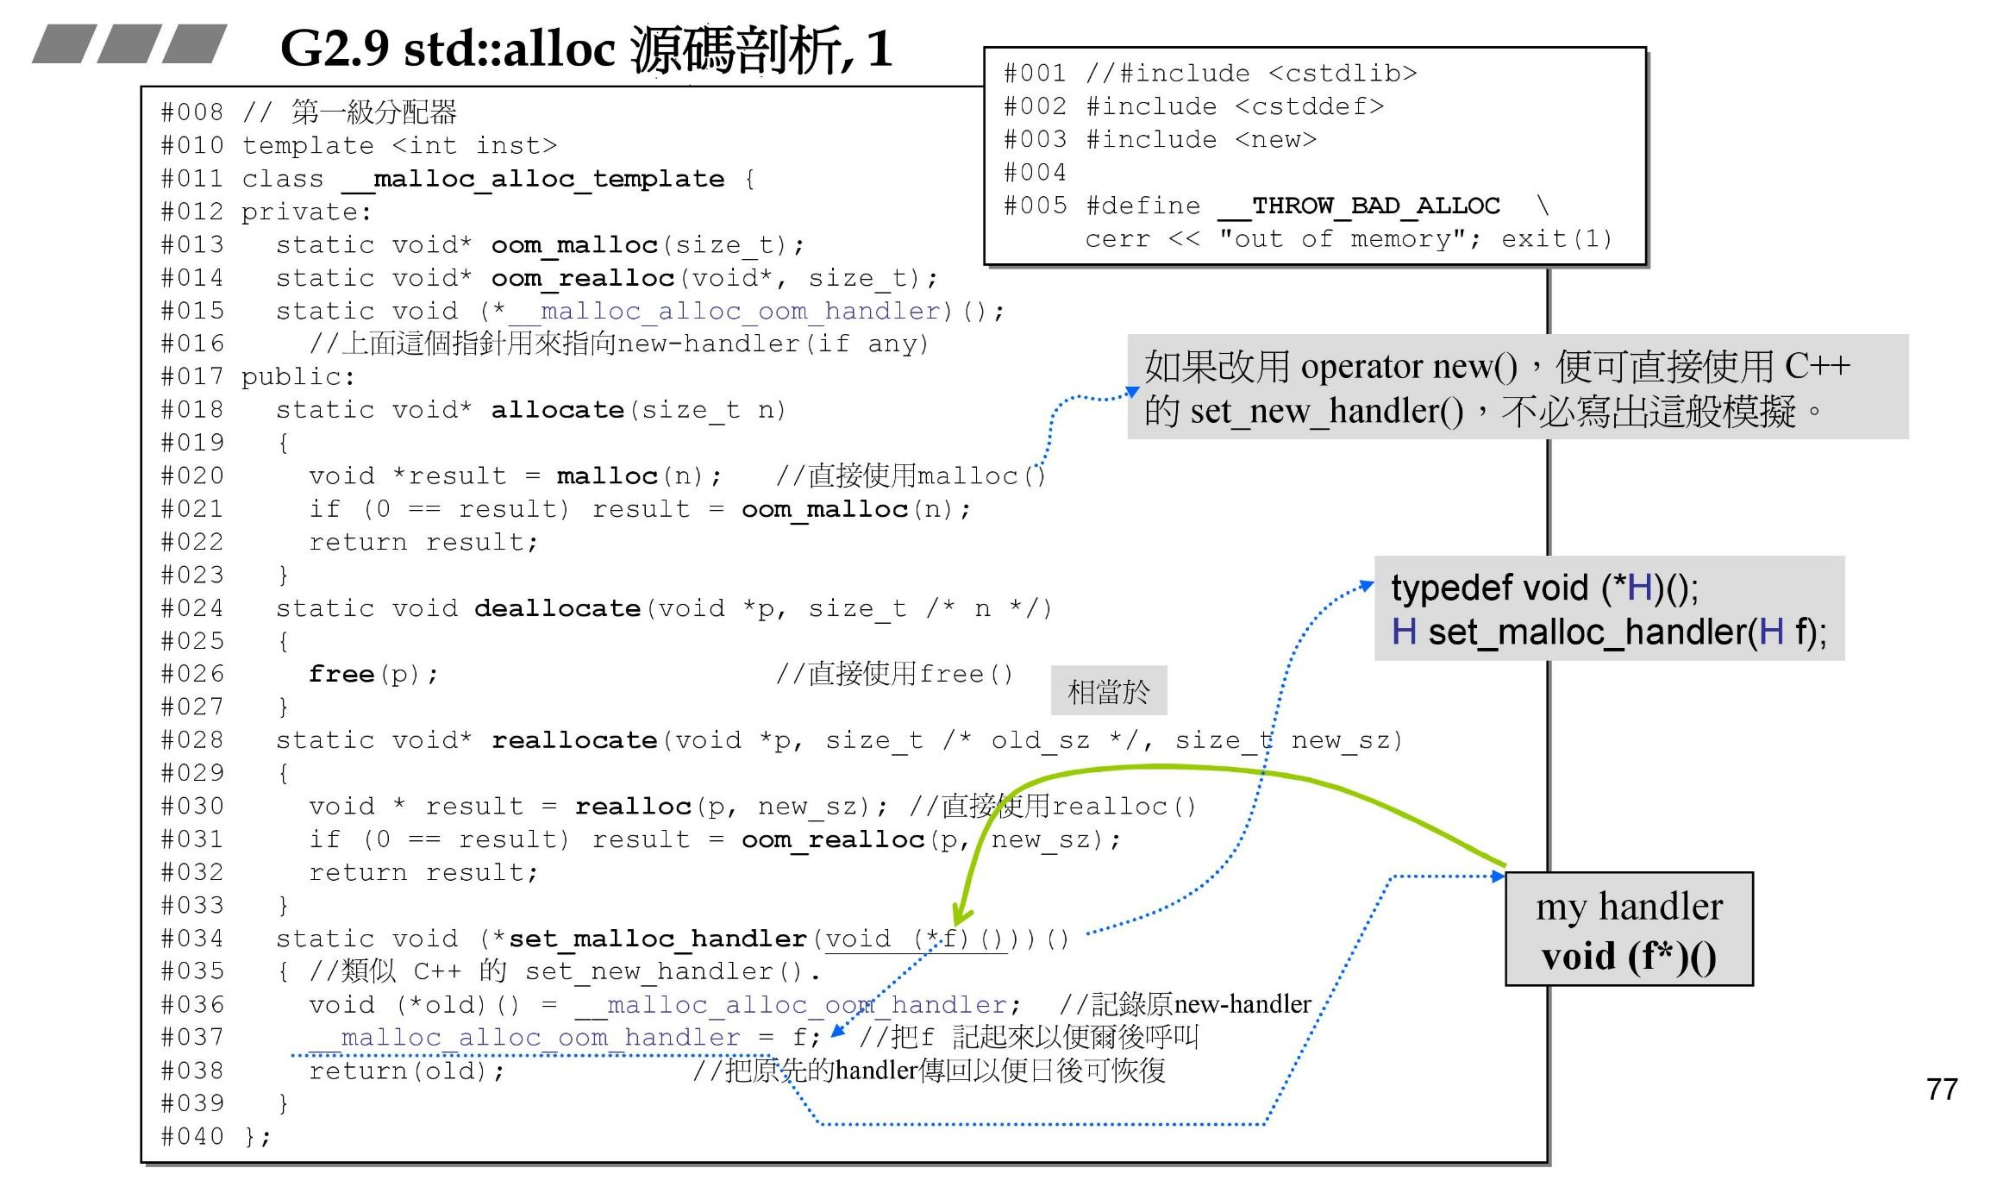 G2.9 std::alloc 源碼剖析, 1
#001 //#include <cstdlib>
#002 #include <cstddef>
#003 #include <new>
#004
#005 #define __THROW_BAD_ALLOC \
cerr << "out of memory"; exit(1)
#008 // 第一級分配器
#010 template <int inst>
#011 class __malloc_alloc_template {
#012 private:
#013 static void* oom_malloc(size_t);
#014 static void* oom_realloc(void*, size_t);
#015 static void (*__malloc_alloc_oom_handler)();
#016 //上面這個指針用來指向new-handler(if any)
#017 public:
#018 static void* allocate(size_t n)
#019 {
#020 void *result = malloc(n); //直接使用malloc()
#021 if (0 == result) result = oom_malloc(n);
#022 return result;
#023 }
#024 static void deallocate(void *p, size_t /* n */)
#025 {
#026 free(p); //直接使用free()
#027 }
#028 static void* reallocate(void *p, size_t /* old_sz */, size_t new_sz)
#029 {
#030 void * result = realloc(p, new_sz); //直接使用realloc()
#031 if (0 == result) result = oom_realloc(p, new_sz);
#032 return result;
#033 }
#034 static void (*set_malloc_handler(void (*f)()))()
#035 { //類似 C++ 的 set_new_handler().
#036 void (*old)() = __malloc_alloc_oom_handler; //記錄原new-handler
#037 __malloc_alloc_oom_handler = f; //把f 記起來以便爾後呼叫
#038 return(old); //把原先的handler傳回以便日後可恢復
#039 }
#040 };
如果改用 operator new()，便可直接使用 C++
的 set_new_handler()，不必寫出這般模擬。
typedef void (*H)();
H set_malloc_handler(H f);
相當於
my handler
void (f*)()
77